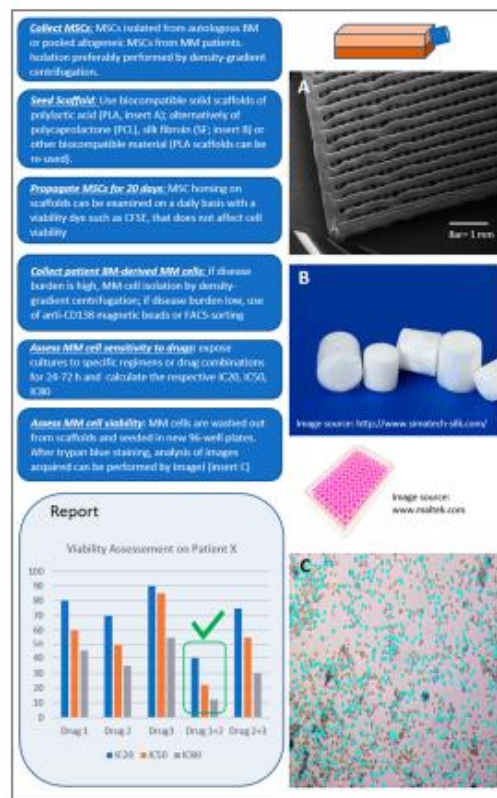 Collect MSCs: MSCs isolated from autologous BM
or pooled allogeneic MSCs from MM patients.
Isolation preferably performed by density-gradient
centifugation.
Seed Scaffold: Use biocompatible solid scaffolds of
polylactic acid (PLA, insert A); alternatively of
polycaprolactone (PCL), silk fibroin (SF; insert B) or
other biocompatible material (PLA scaffolds can be
re-used).
Propagate MSCs for 20 days: MSC homing on
scaffolds can be examined on a daily basis with a
viability dye such as CFSE, that does not affect cell
viability
Collect patient BM-derived MM cells: if disease
burden is high, MM cell isolation by density-
gradient centifugation; if disease burden low, use
of anti-CD138 magnetic beads or FACS-sorting
Assess MM cell sensitivity to drugs: expose
cultures to specific regimens or drug combinations
for 24-72 h and calculate the respective IC20, IC50,
IC80
Assess MM cell viability: MM cells are washed out
from scaffolds and seeded in new 96-well plates.
After trypan blue staining, analysis of images
acquired can be performed by ImageJ (insert C)
A
Bar= 1 mm
B
Image source: http://www.simatech-silk.com/
Image source:
www.maltek.com
C
Report
Viability Assessement on Patient X
100
90
80
70
60
50
40
30
20
10
0
Drug 1 Drug 2 Drug3 Drug 1+2 Drug 2+3
IC20 IC50 IC80